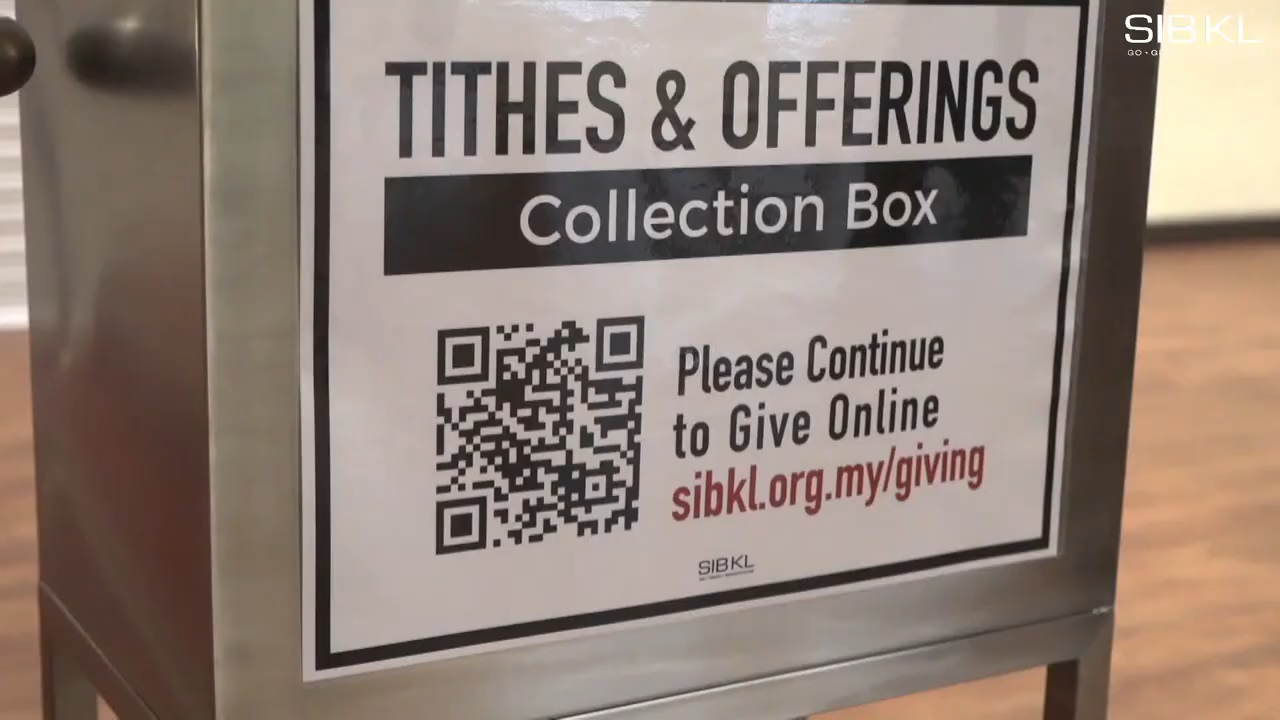 SIBKL
TITHES & OFFERINGS
Collection Box
Please Continue
to Give Online
sibkl.org.my/giving
SIBKL